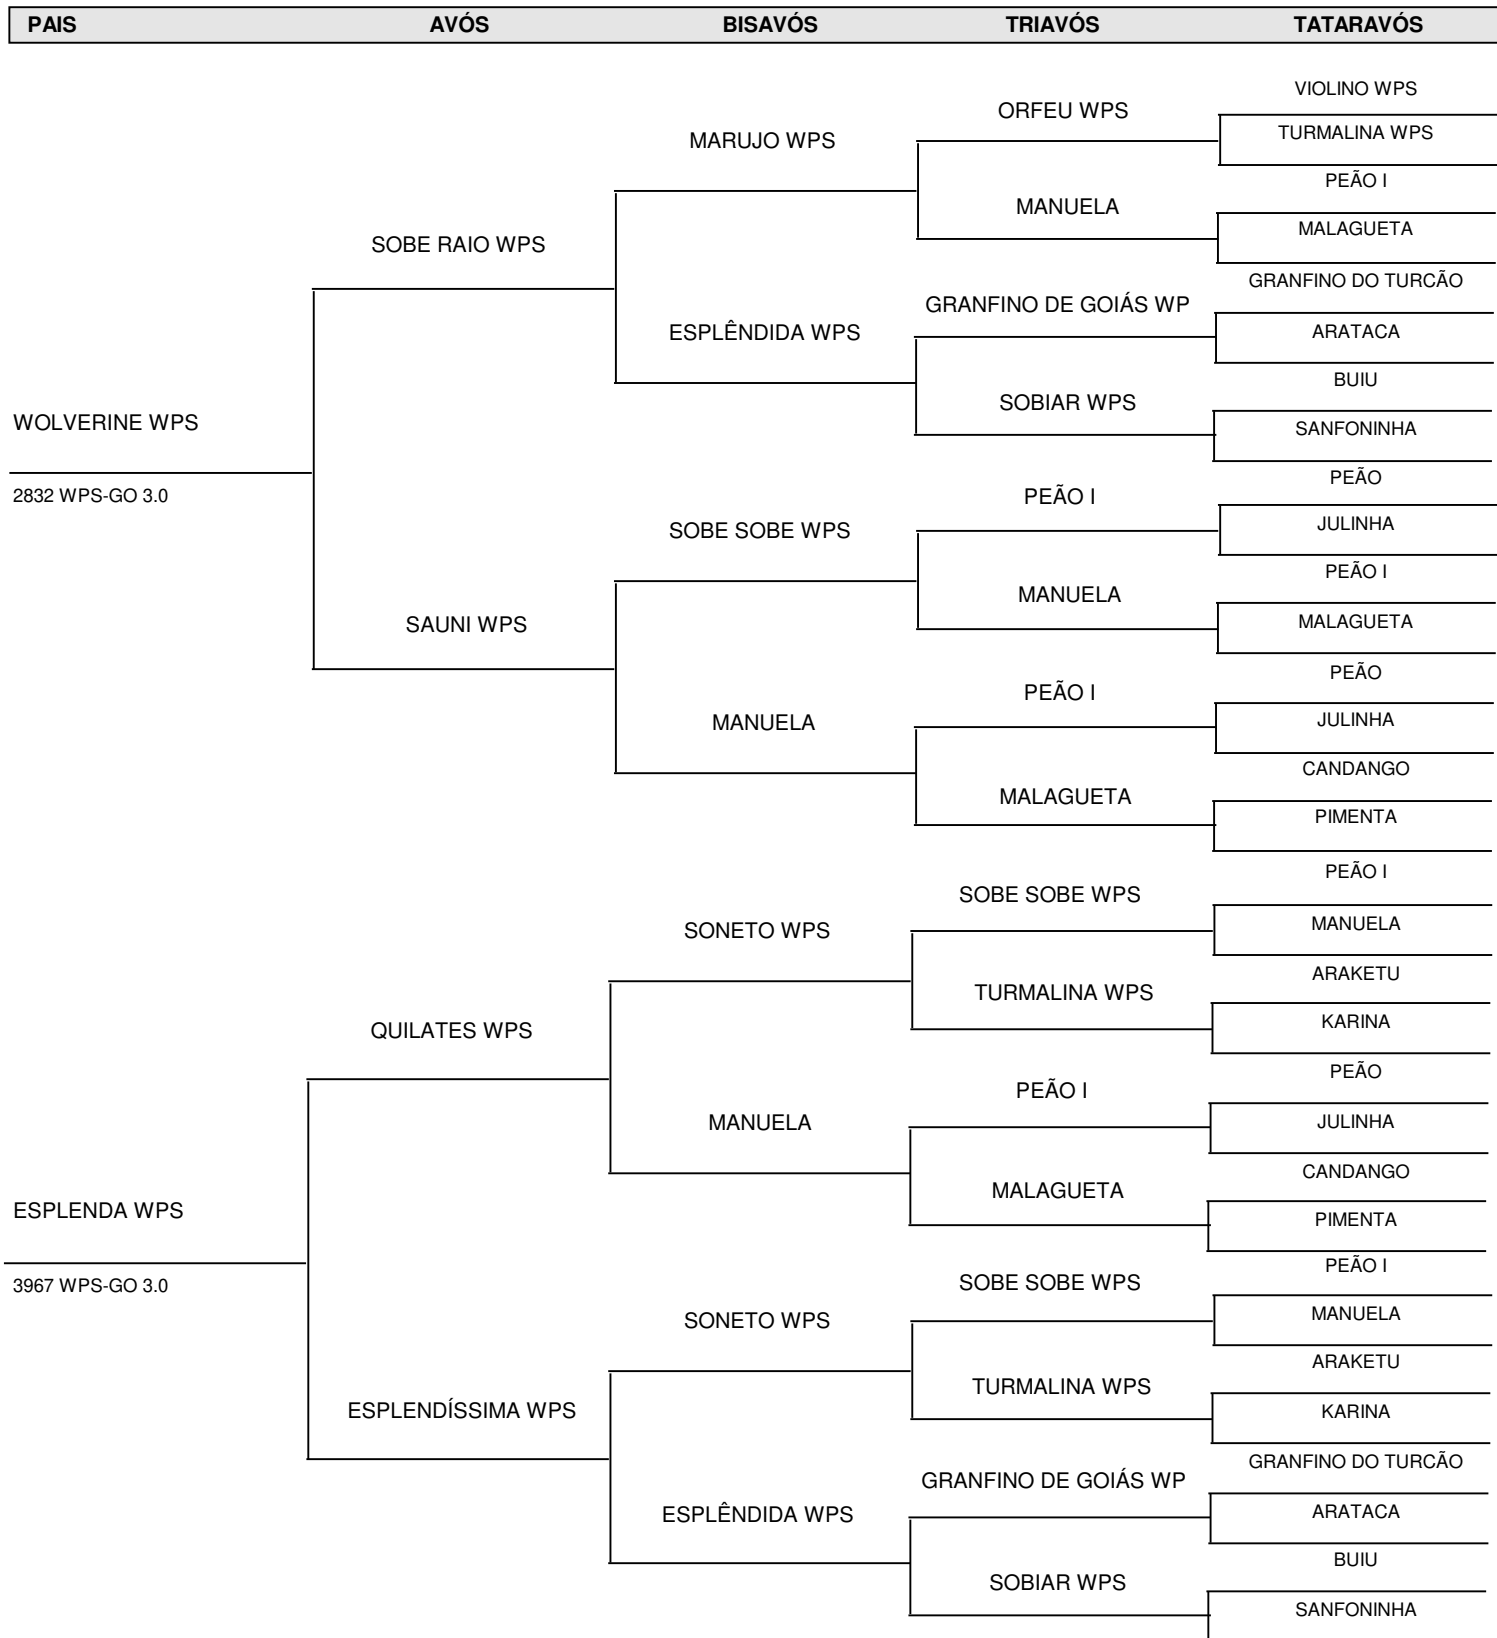 PAIS AVÓS BISAVÓS TRIAVÓS TATARAVÓS
VIOLINO WPS
ORFEU WPS
TURMALINA WPS
MARUJO WPS
PEÃO I
MANUELA
MALAGUETA
SOBE RAIO WPS
GRANFINO DO TURCÃO
GRANFINO DE GOIÁS WP
ARATACA
ESPLÊNDIDA WPS
BUIU
SOBIAR WPS
SANFONINHA
WOLVERINE WPS
2832 WPS-GO 3.0
PEÃO
PEÃO I
JULINHA
SOBE SOBE WPS
PEÃO I
MANUELA
MALAGUETA
SAUNI WPS
PEÃO
PEÃO I
JULINHA
MANUELA
CANDANGO
MALAGUETA
PIMENTA
PEÃO I
SOBE SOBE WPS
MANUELA
SONETO WPS
ARAKETU
TURMALINA WPS
KARINA
QUILATES WPS
PEÃO
PEÃO I
JULINHA
MANUELA
CANDANGO
MALAGUETA
PIMENTA
ESPLENDA WPS
3967 WPS-GO 3.0
PEÃO I
SOBE SOBE WPS
MANUELA
SONETO WPS
ARAKETU
TURMALINA WPS
KARINA
ESPLENDÍSSIMA WPS
GRANFINO DO TURCÃO
GRANFINO DE GOIÁS WP
ARATACA
ESPLÊNDIDA WPS
BUIU
SOBIAR WPS
SANFONINHA